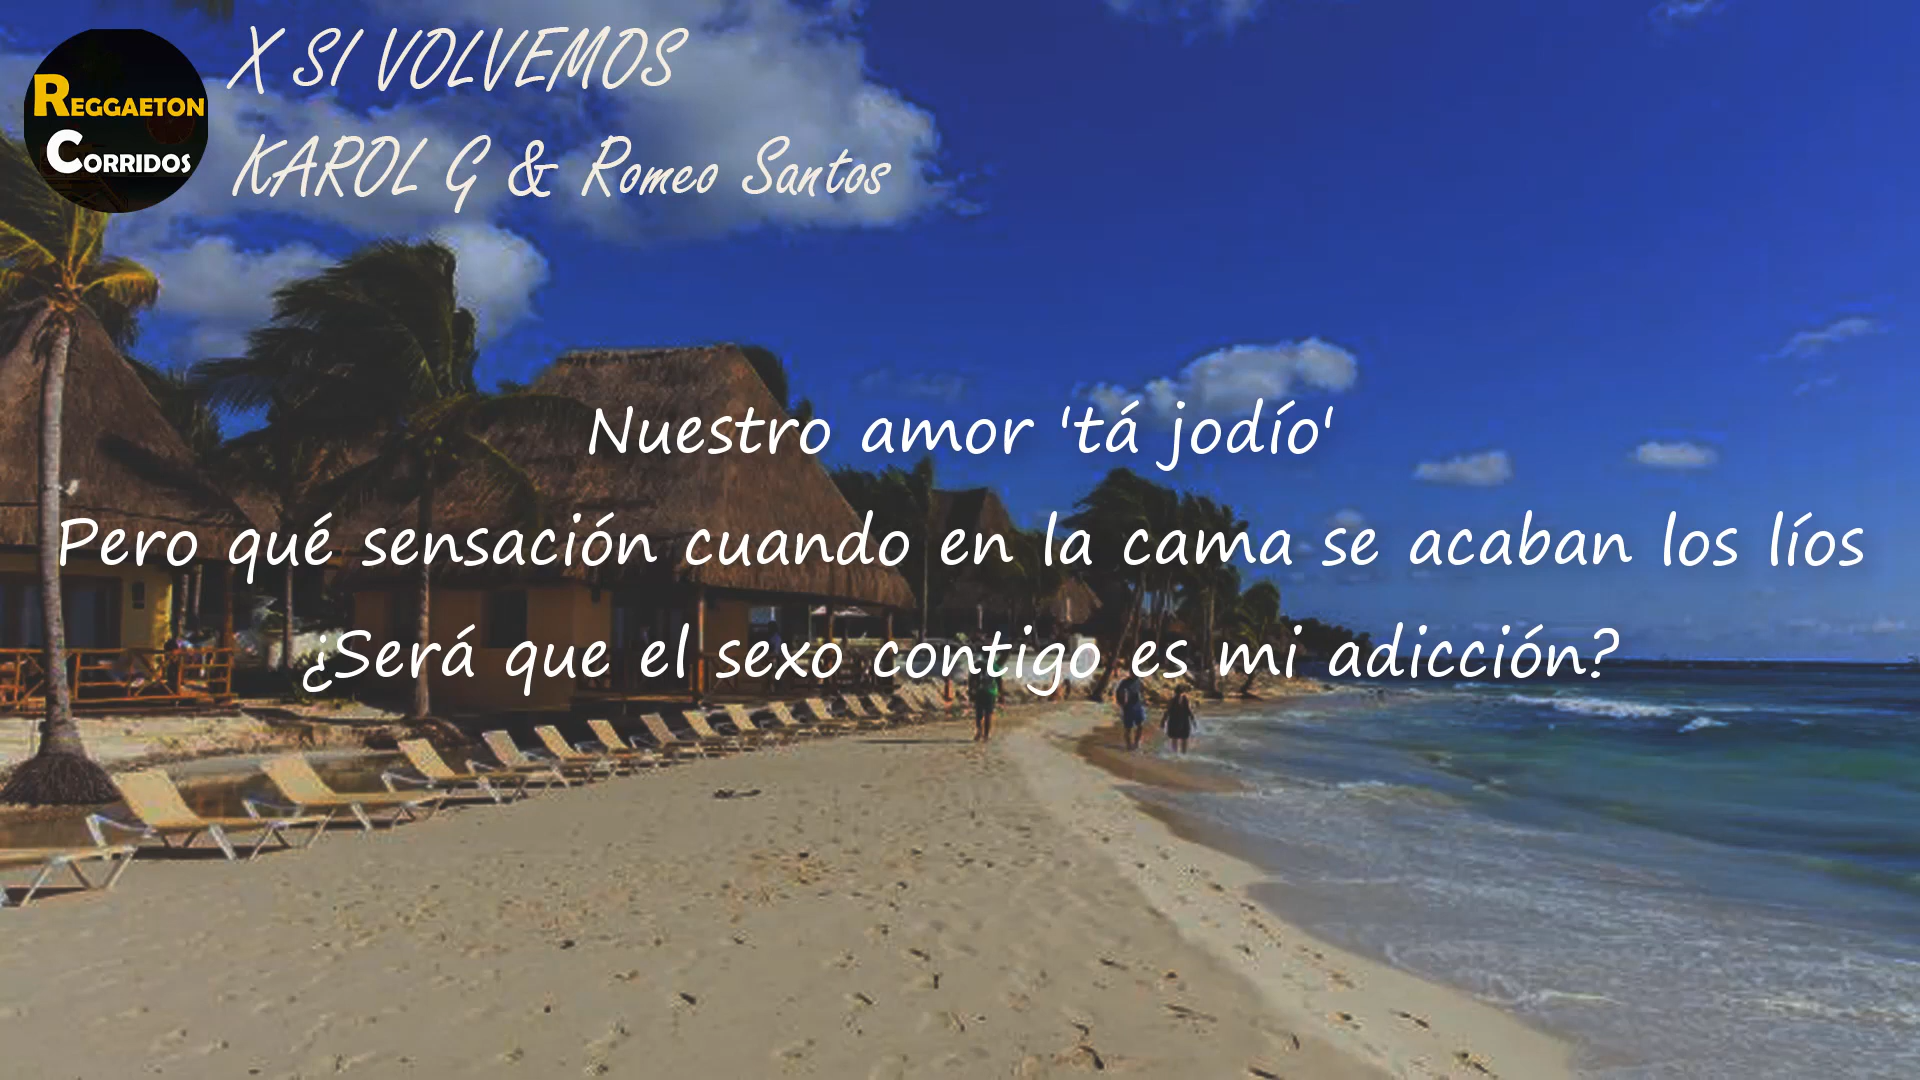 REGGAETON
CORRIDOS
X SI VOLVEMOS
KAROL G & Romeo Santos
Nuestro amor 'tá jodío'
Pero qué sensación cuando en la cama se acaban los líos
¿Será que el sexo contigo es mi adicción?